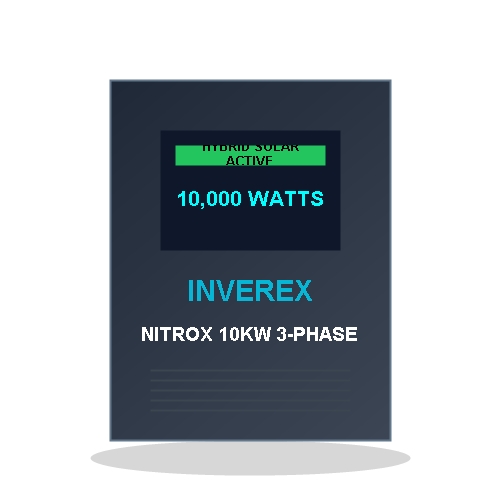 HYBRID SOLAR
ACTIVE
10,000 WATTS
INVEREX
NITROX 10KW 3-PHASE